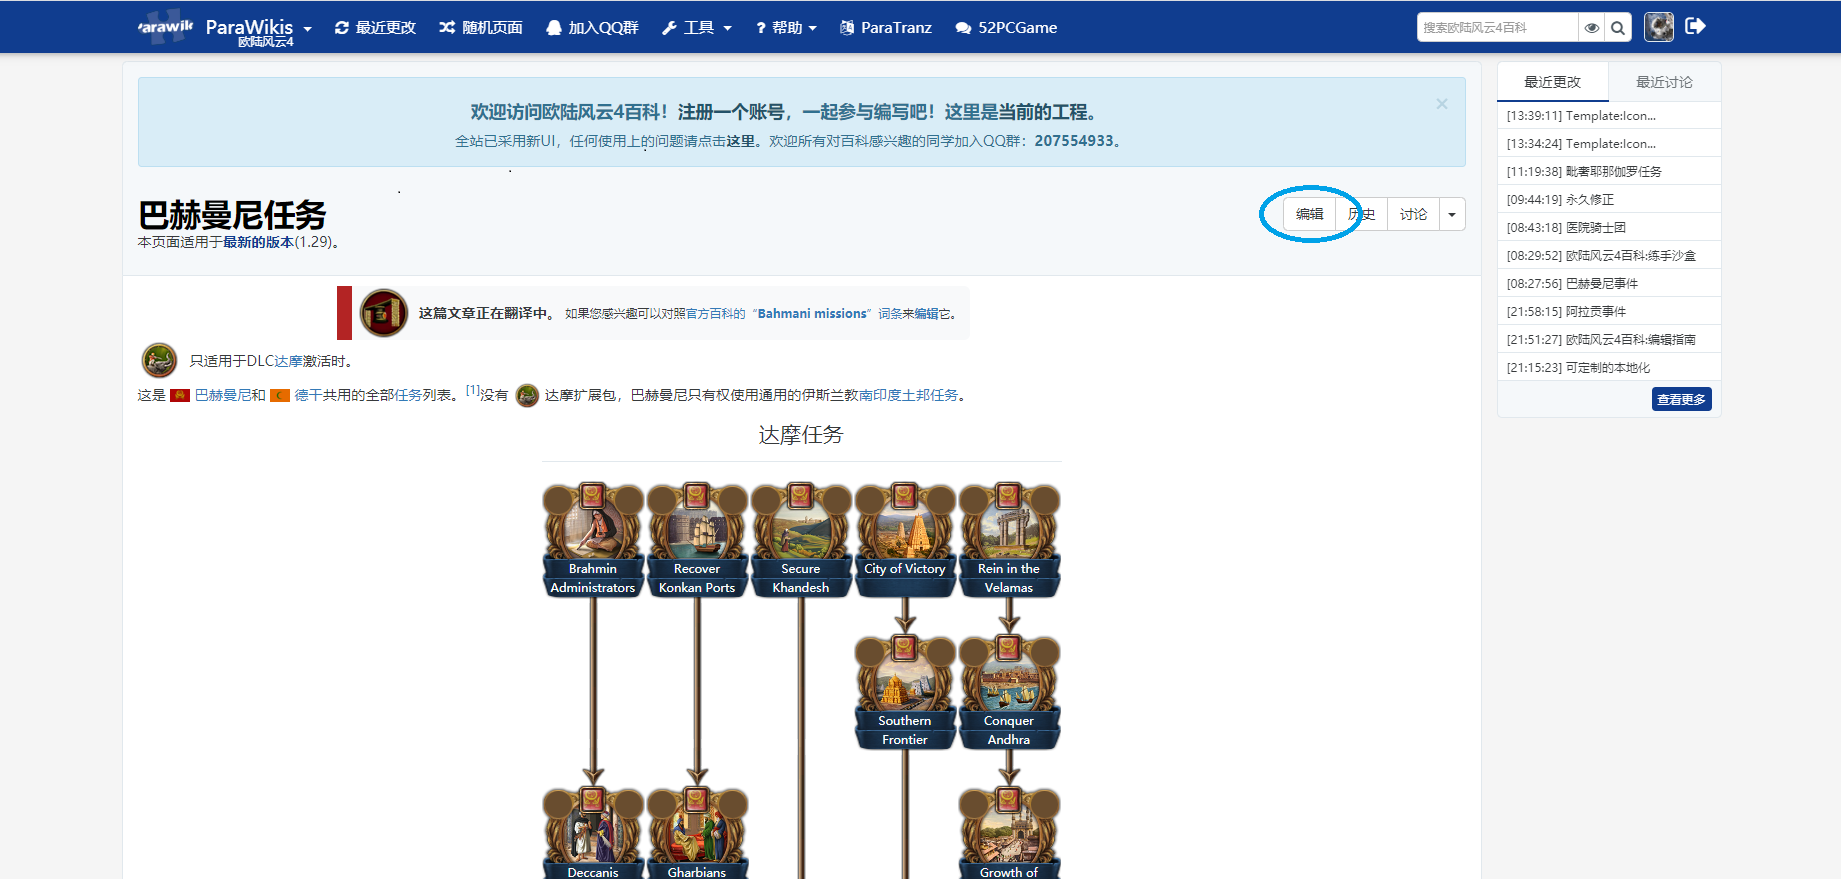 ParaWikis
欧陆风云4
最近更改
随机页面
加入QQ群
工具
? 帮助
ParaTranz
52PCGame
搜索欧陆风云4百科
欢迎访问欧陆风云4百科！注册一个账号，一起参与编写吧！这里是当前的工程。
×
全站已采用新UI，任何使用上的问题请点击这里。欢迎所有对百科感兴趣的同学加入QQ群：207554933。
巴赫曼尼任务
编辑
历史
讨论
本页面适用于最新的版本(1.29)。
这篇文章正在翻译中。 如果您感兴趣可以对照官方百科的“Bahmani missions”词条来编辑它。
只适用于DLC达摩激活时。
这是 巴赫曼尼和 德干共用的全部任务列表。[1]没有 达摩扩展包，巴赫曼尼只有权使用通用的伊斯兰教南印度土邦任务。
达摩任务
Brahmin
Administrators
Recover
Konkan Ports
Secure
Khandesh
City of Victory
Rein in the
Velamas
Southern
Frontier
Conquer
Andhra
Deccanis
Gharbians
Growth of
最近更改
最近讨论
[13:39:11] Template:Icon...
[13:34:24] Template:Icon...
[11:19:38] 毗奢耶那伽罗任务
[09:44:19] 永久修正
[08:43:18] 医院骑士团
[08:29:52] 欧陆风云4百科:练手沙盒
[08:27:56] 巴赫曼尼事件
[21:58:15] 阿拉贡事件
[21:51:27] 欧陆风云4百科:编辑指南
[21:15:23] 可定制的本地化
查看更多